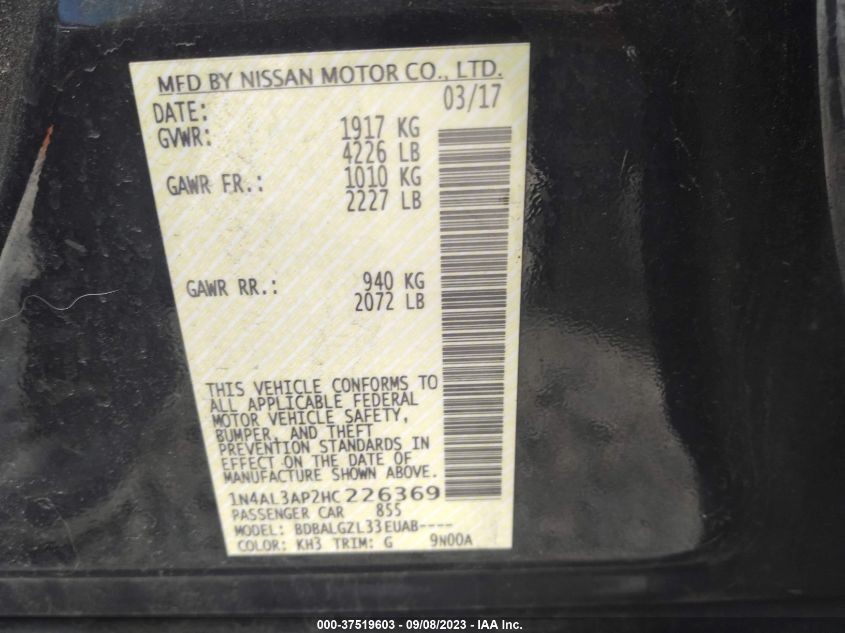 MFD BY NISSAN MOTOR CO., LTD.
DATE: 03/17
GVWR: 1917 KG
4226 LB
GAWR FR.: 1010 KG
2227 LB
GAWR RR.: 940 KG
2072 LB
THIS VEHICLE CONFORMS TO
ALL APPLICABLE FEDERAL
MOTOR VEHICLE SAFETY,
BUMPER, AND THEFT
PREVENTION STANDARDS IN
EFFECT ON THE DATE OF
MANUFACTURE SHOWN ABOVE.
1N4AL3AP2HC226369
PASSENGER CAR 855
MODEL: BDBALGZL33EUAB----
COLOR: KH3 TRIM: G 9N00A
000-37519603 - 09/08/2023 - IAA Inc.